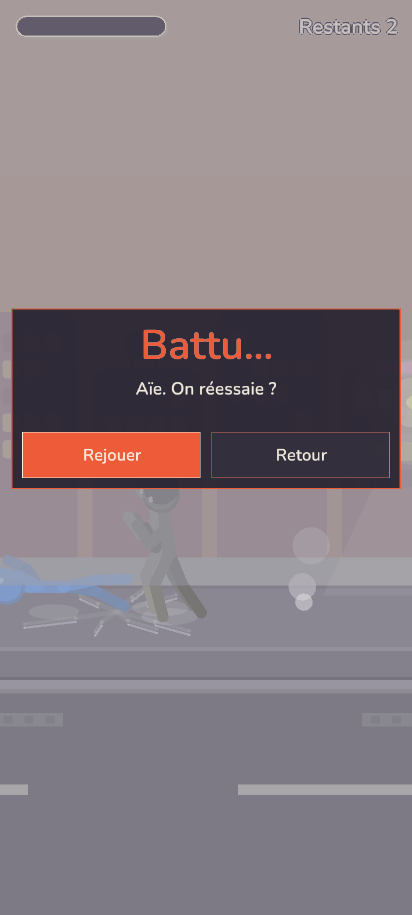 Restants 2
Battu...
Aïe. On réessaie ?
Rejouer
Retour